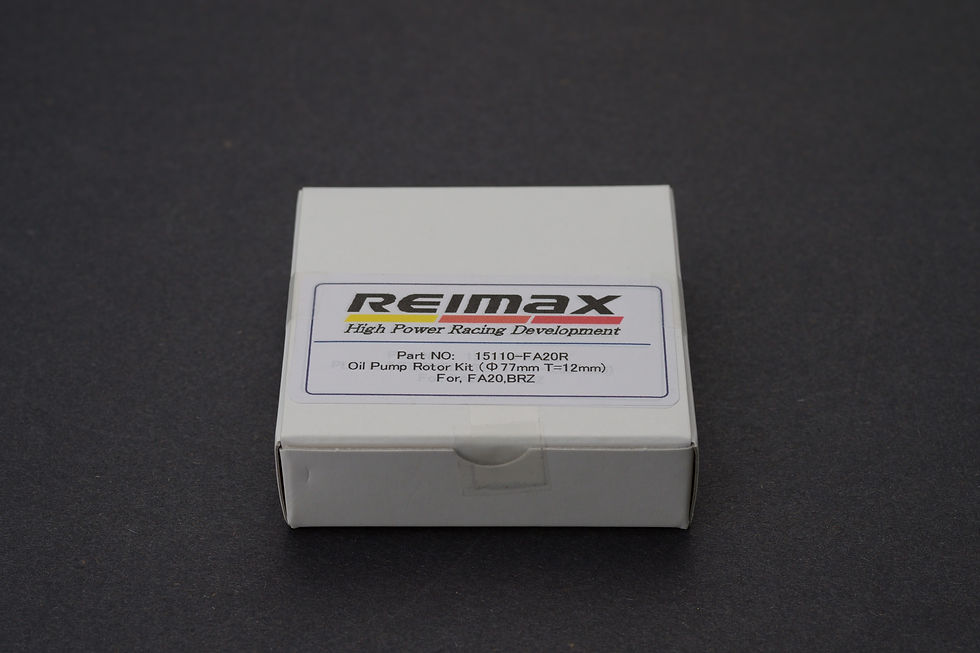 REIMAX
High Power Racing Development
Part NO: 15110-FA20R
Oil Pump Rotor Kit (Φ77mm T=12mm)
For, FA20,BRZ